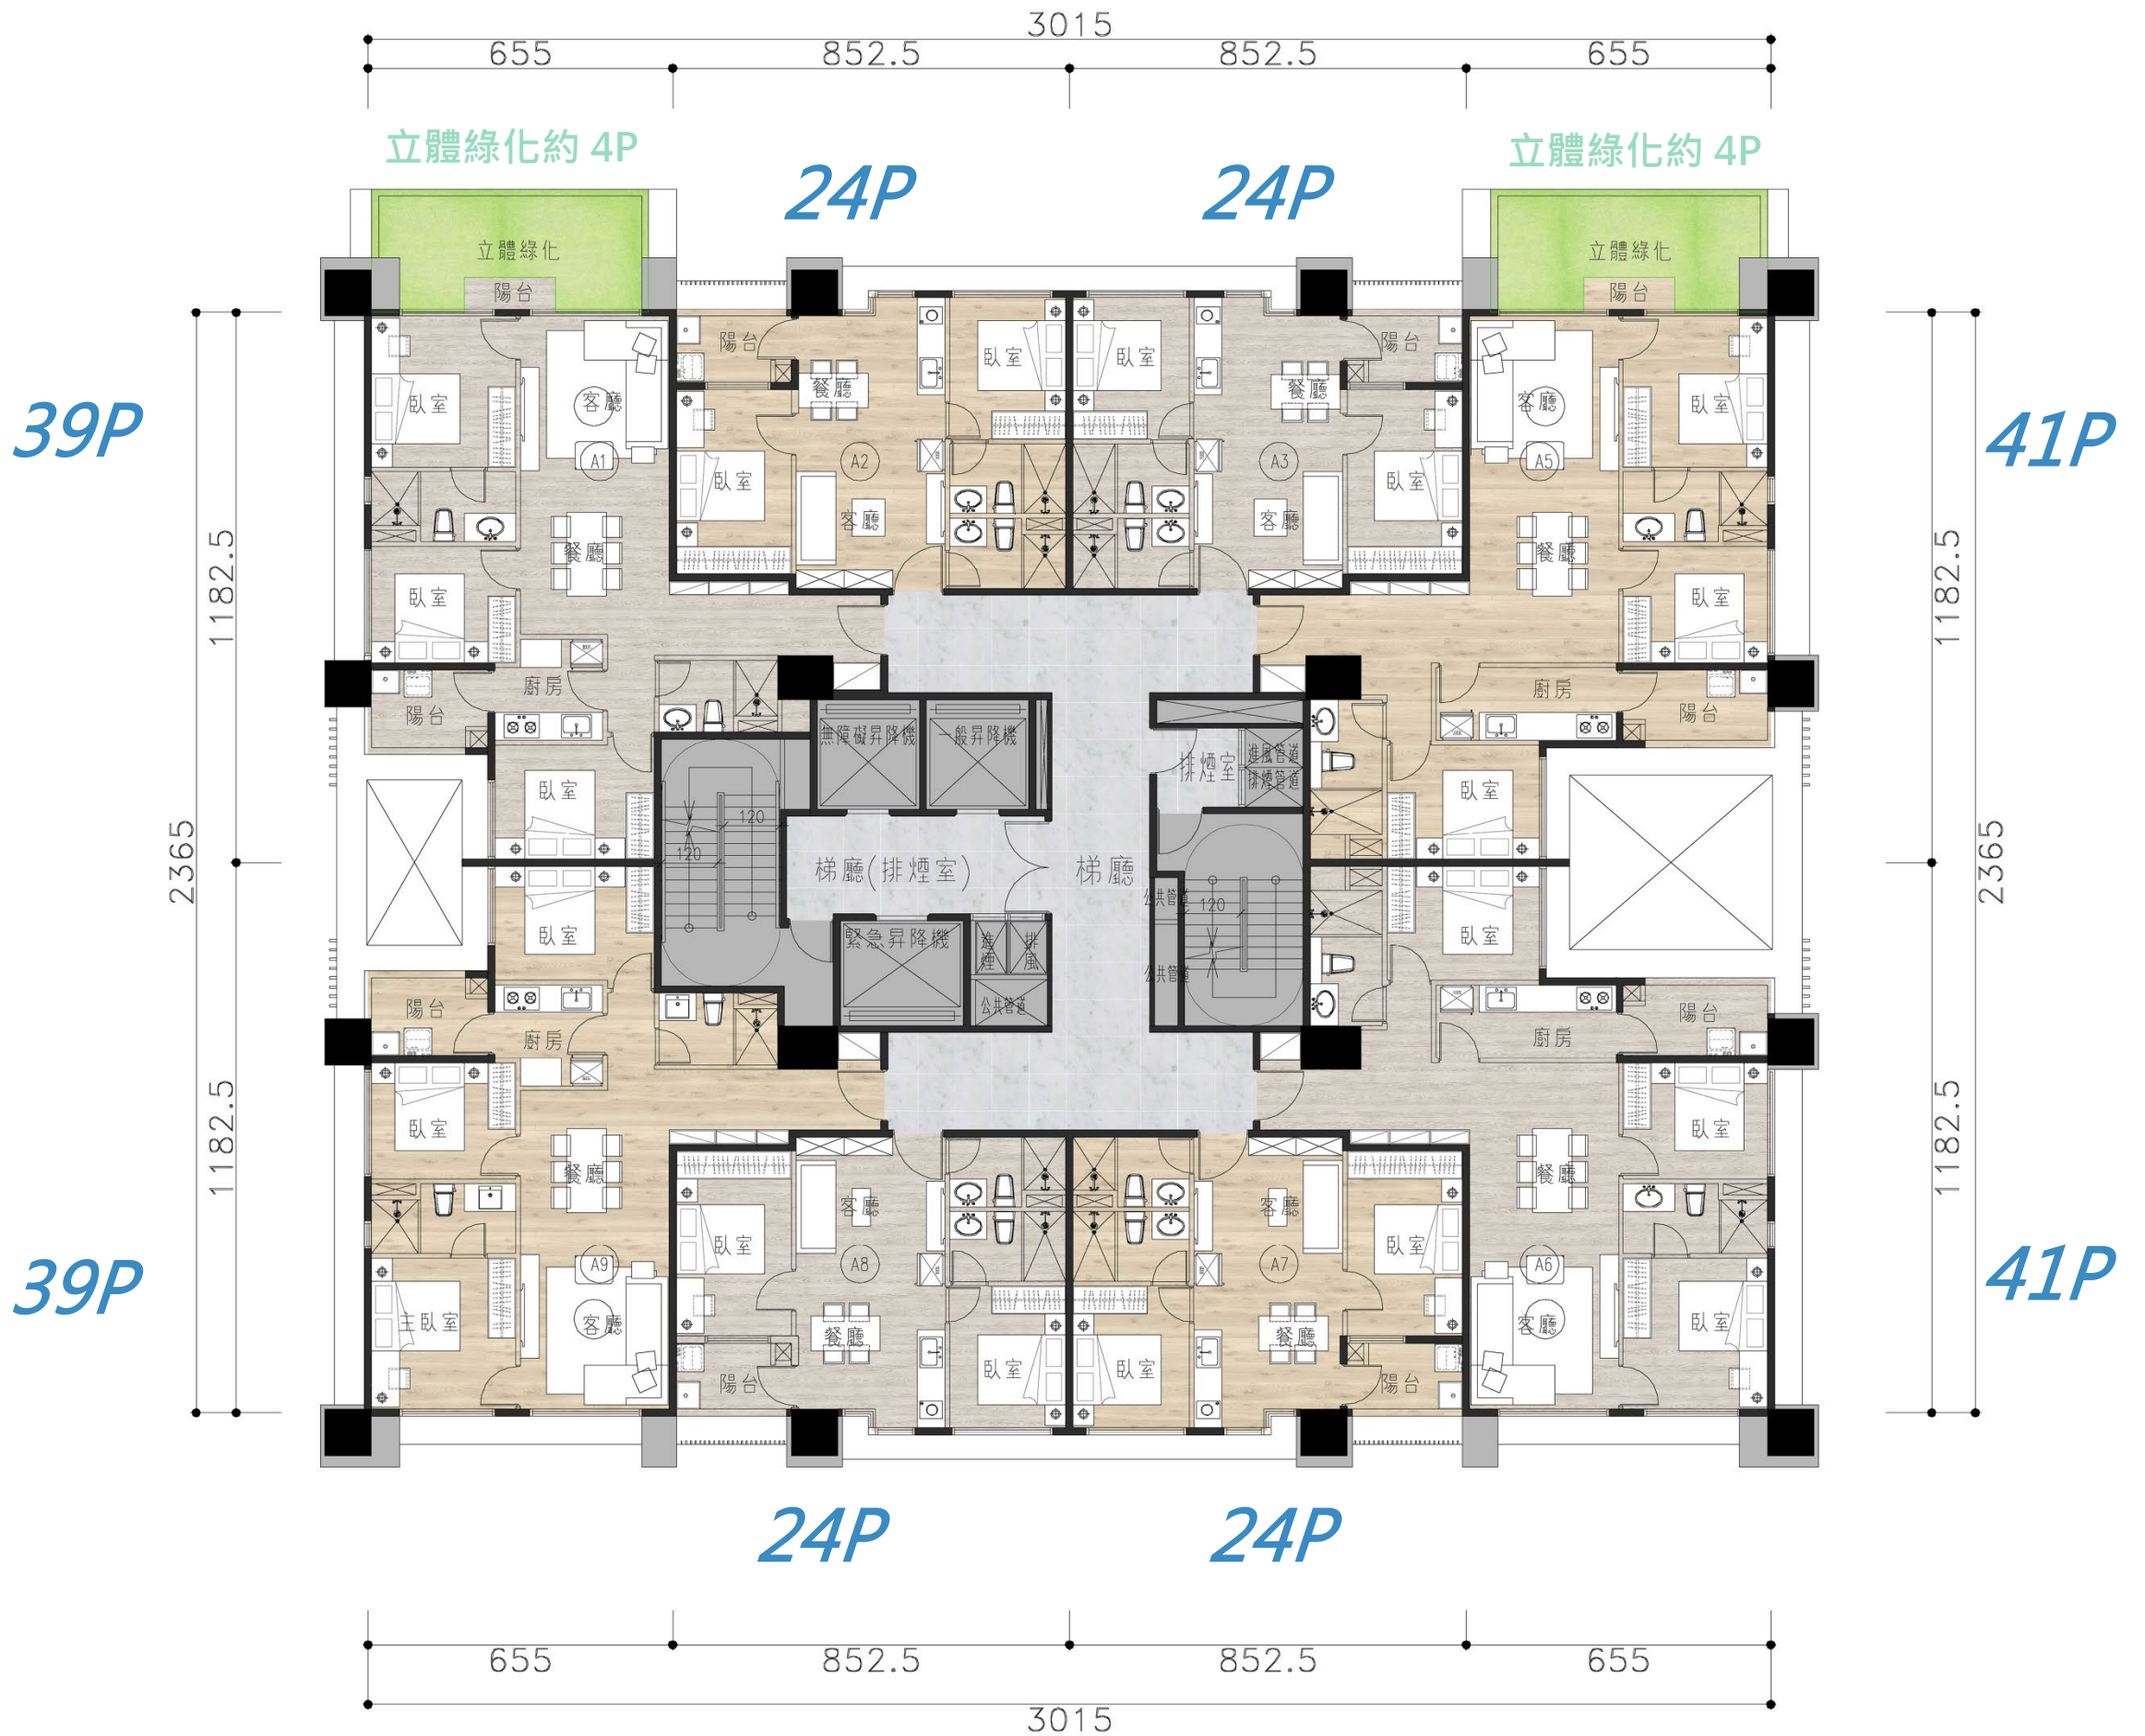 3015
655
852.5
852.5
655
立體綠化約 4P
立體綠化約 4P
24P
24P
立體綠化
立體綠化
陽台
陽台
陽台
陽台
臥室
臥室
39P
臥室
客廳
餐廳
餐廳
客廳
臥室
41P
A1
A2
A3
A5
臥室
臥室
客廳
客廳
餐廳
餐廳
1182.5
1182.5
臥室
臥室
廚房
廚房
陽台
陽台
無障礙昇降機
一般昇降機
排煙室
進風管道
排煙管道
臥室
臥室
120
120
2365
2365
梯廳(排煙室)
梯廳
公共管道
120
臥室
緊急昇降機
進煙
排風
臥室
公共管道
陽台
公共管道
陽台
廚房
廚房
臥室
臥室
1182.5
1182.5
餐廳
餐廳
客廳
客廳
臥室
臥室
39P
A9
A8
A7
A6
41P
主臥室
客廳
餐廳
餐廳
客廳
臥室
臥室
臥室
陽台
陽台
24P
24P
655
852.5
852.5
655
3015